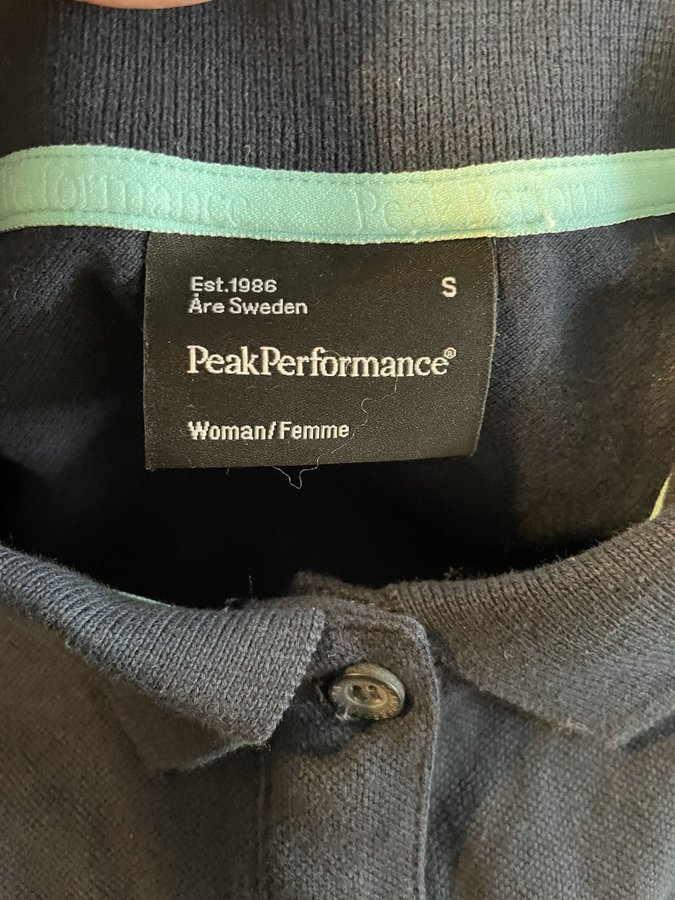 Performance Peak Perform
Est.1986 S
Åre Sweden
PeakPerformance®
Woman/Femme